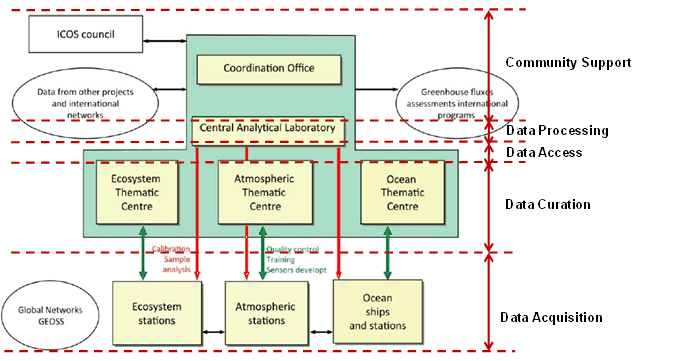 ICOS council
Coordination Office
Community Support
Data from other projects
and international
networks
Greenhouse fluxes
assessments international
programs
Central Analytical Laboratory
Data Processing
Data Access
Ecosystem
Thematic
Centre
Atmospheric
Thematic
Centre
Ocean
Thematic
Centre
Data Curation
Calibration
Sample
analysis
Quality control
Training
Sensors developt
Global Networks
GEOSS
Ecosystem
stations
Atmospheric
stations
Ocean
ships
and stations
Data Acquisition